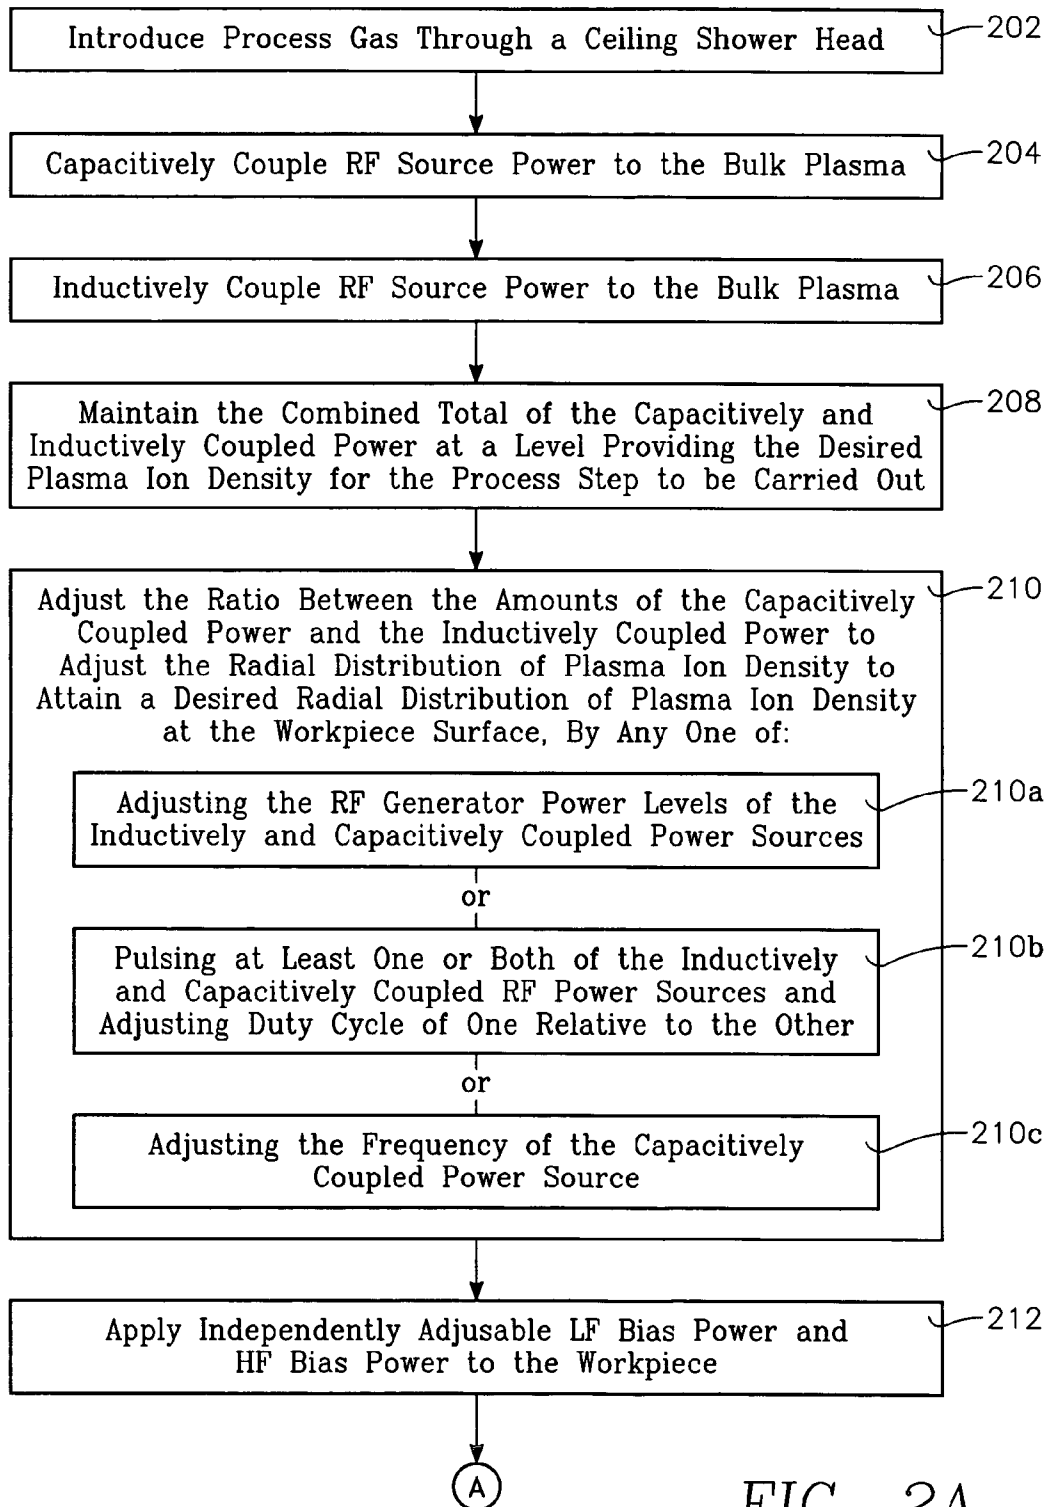 Introduce Process Gas Through a Ceiling Shower Head
202
Capacitively Couple RF Source Power to the Bulk Plasma
204
Inductively Couple RF Source Power to the Bulk Plasma
206
Maintain the Combined Total of the Capacitively and
Inductively Coupled Power at a Level Providing the Desired
Plasma Ion Density for the Process Step to be Carried Out
208
Adjust the Ratio Between the Amounts of the Capacitively
Coupled Power and the Inductively Coupled Power to
Adjust the Radial Distribution of Plasma Ion Density to
Attain a Desired Radial Distribution of Plasma Ion Density
at the Workpiece Surface, By Any One of:
210
Adjusting the RF Generator Power Levels of the
Inductively and Capacitively Coupled Power Sources
210a
or
Pulsing at Least One or Both of the Inductively
and Capacitively Coupled RF Power Sources and
Adjusting Duty Cycle of One Relative to the Other
210b
or
Adjusting the Frequency of the Capacitively
Coupled Power Source
210c
Apply Independently Adjusable LF Bias Power and
HF Bias Power to the Workpiece
212
A
FIG. 2A